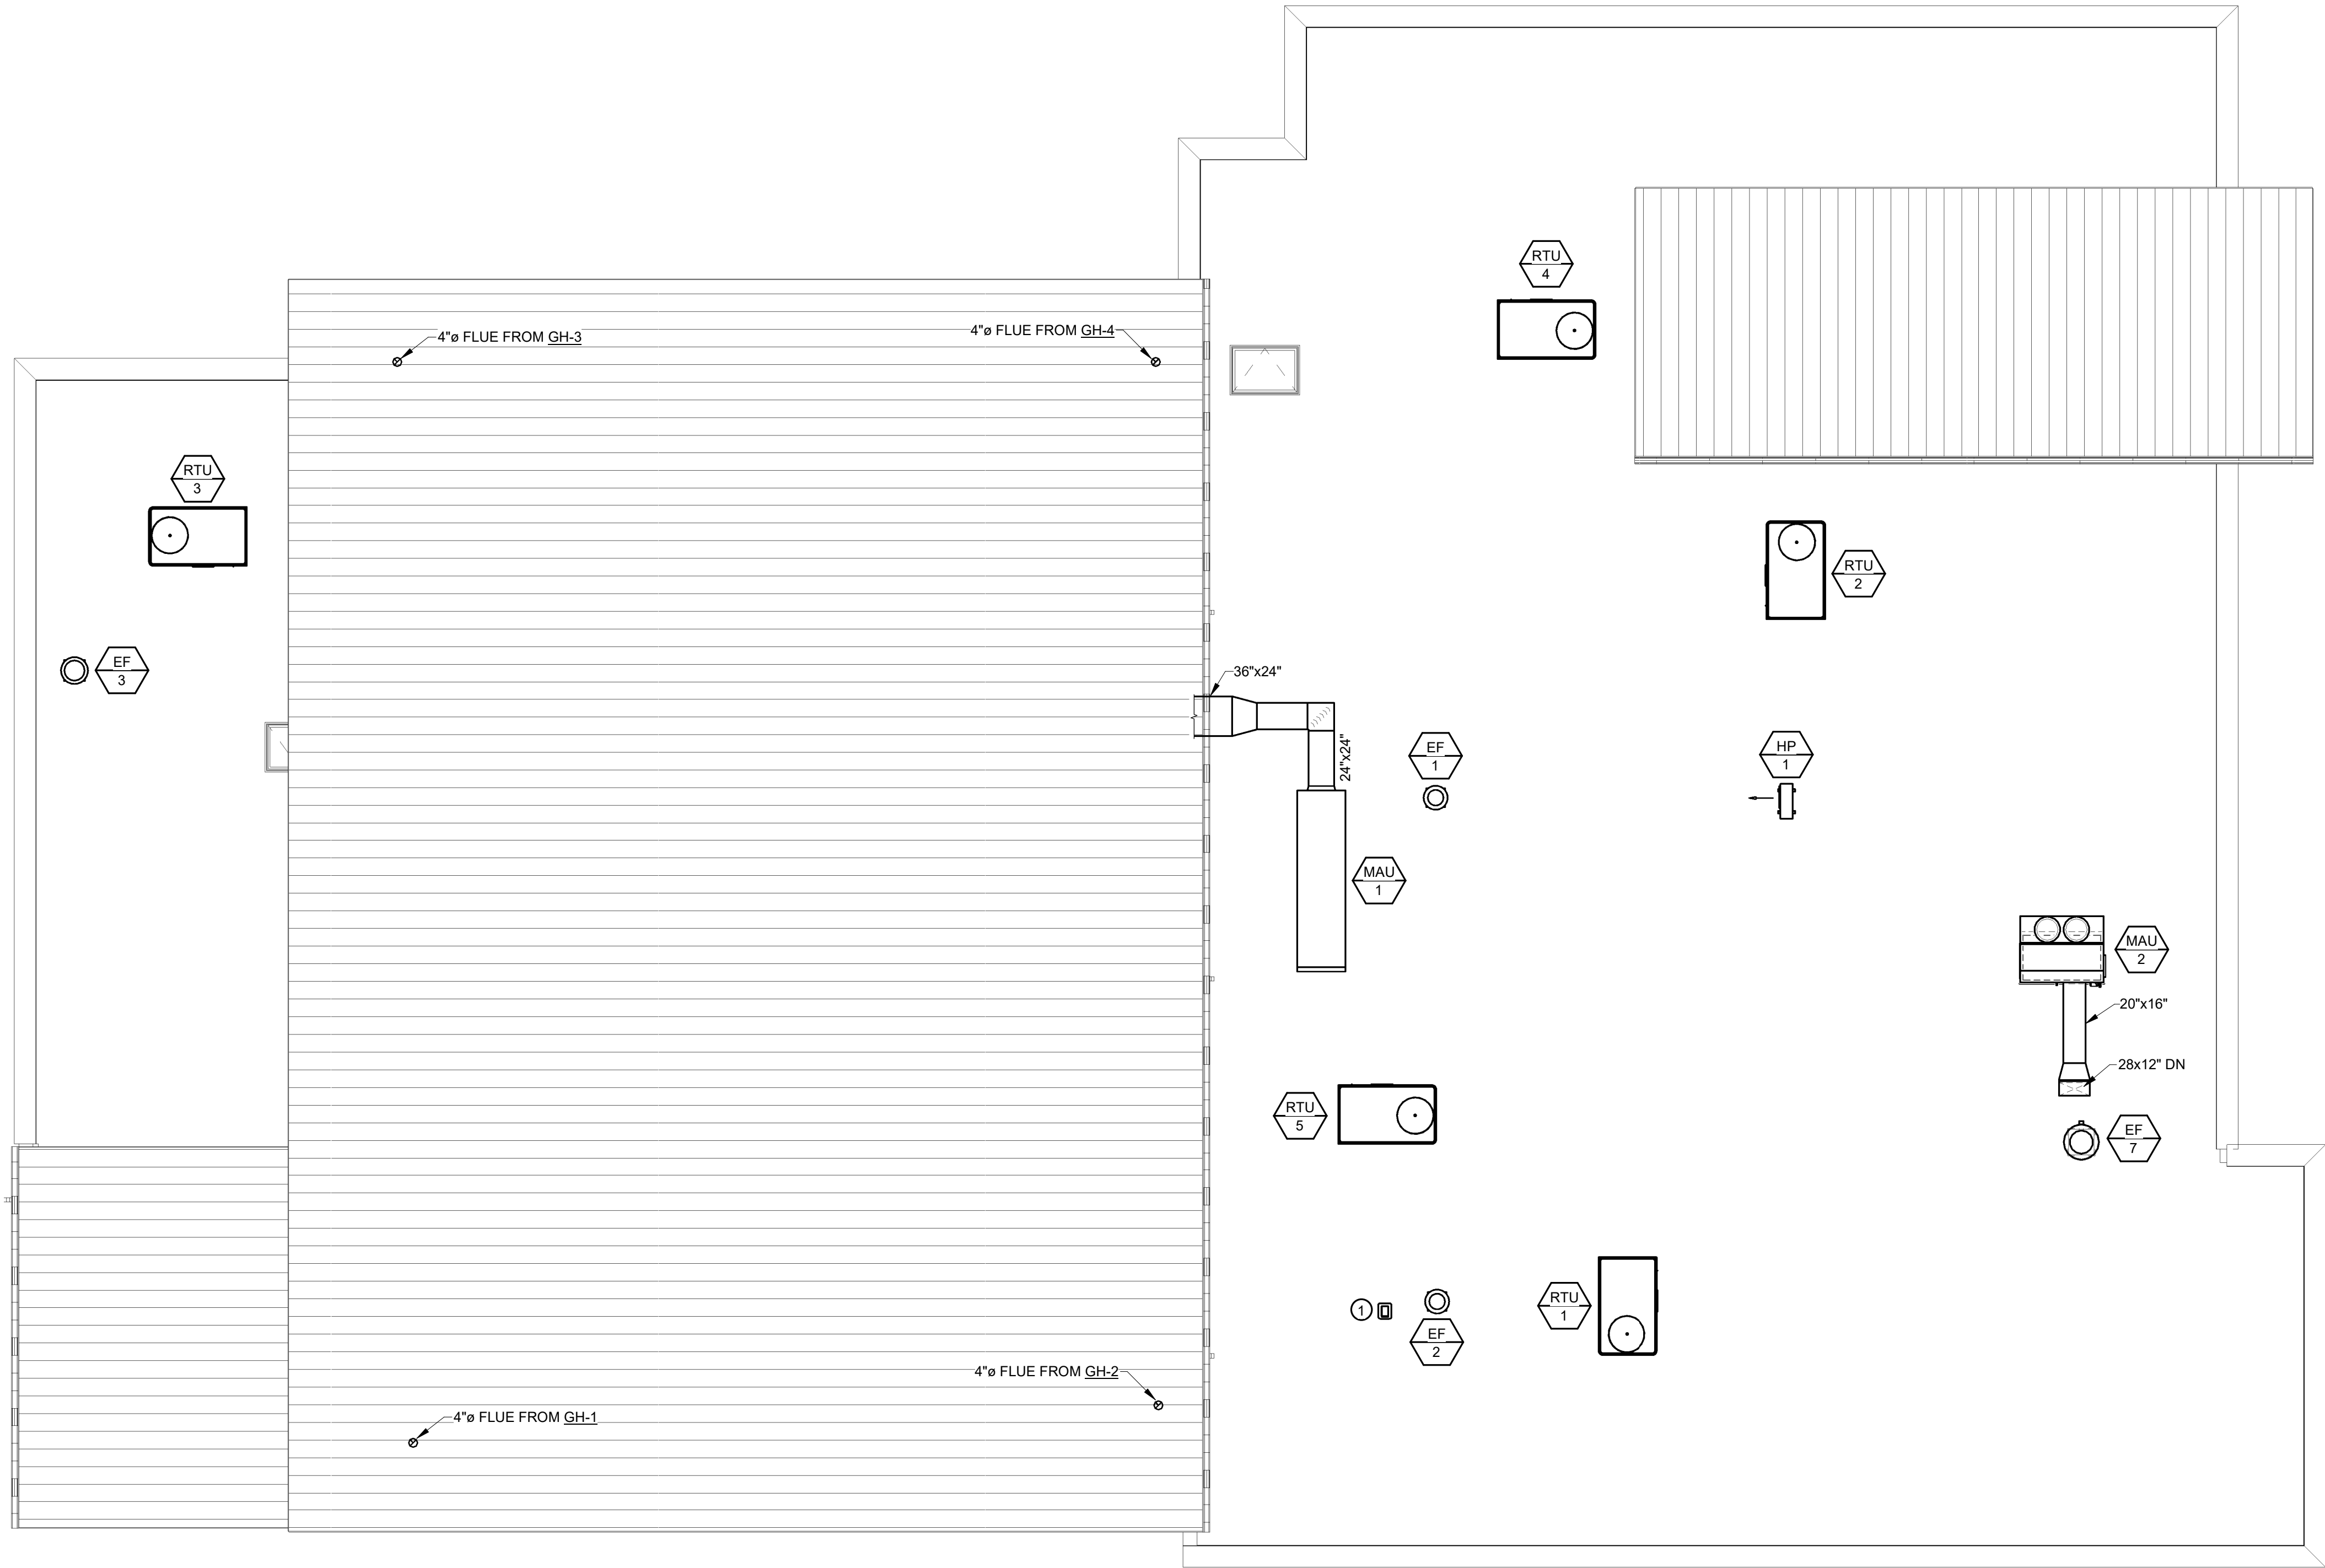 RTU
4
4"ø FLUE FROM GH-3
4"ø FLUE FROM GH-4
RTU
3
RTU
2
EF
3
36"x24"
24"x24"
EF
1
HP
1
MAU
1
MAU
2
20"x16"
28x12" DN
RTU
5
EF
7
RTU
1
1
EF
2
4"ø FLUE FROM GH-2
4"ø FLUE FROM GH-1